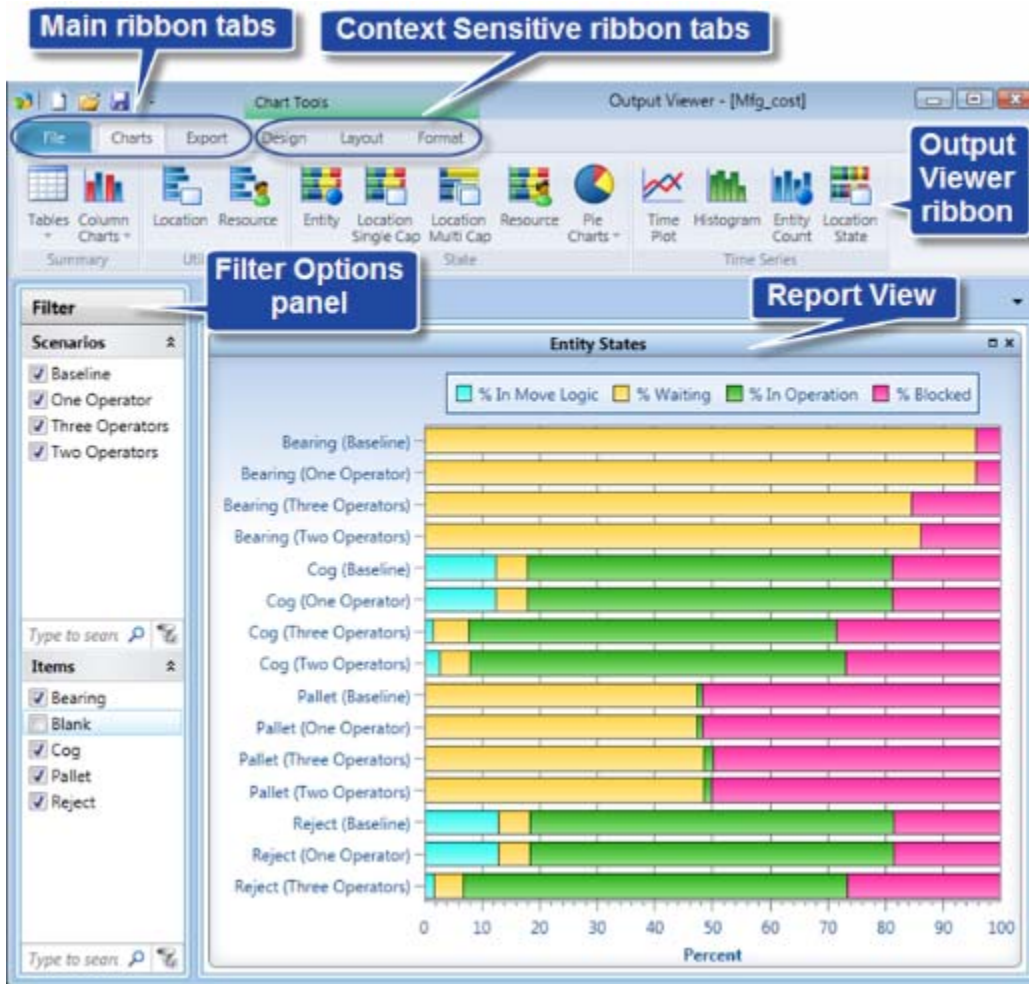 Main ribbon tabs
Context Sensitive ribbon tabs
Chart Tools
Output Viewer - [Mfg_cost]
File Charts Export Design Layout Format
Output
Viewer
ribbon
Tables Column Charts Location Resource Entity Location Single Cap Location Multi Cap Resource Pie Charts Time Plot Histogram Entity Count Location State
Summary State Time Series
Filter Options
panel
Report View
Filter
Scenarios
Baseline
One Operator
Three Operators
Two Operators
Type to sear
Items
Bearing
Blank
Cog
Pallet
Reject
Type to sear
Entity States
% In Move Logic % Waiting % In Operation % Blocked
Bearing (Baseline)
Bearing (One Operator)
Bearing (Three Operators)
Bearing (Two Operators)
Cog (Baseline)
Cog (One Operator)
Cog (Three Operators)
Cog (Two Operators)
Pallet (Baseline)
Pallet (One Operator)
Pallet (Three Operators)
Pallet (Two Operators)
Reject (Baseline)
Reject (One Operator)
Reject (Three Operators)
0 10 20 30 40 50 60 70 80 90 100
Percent